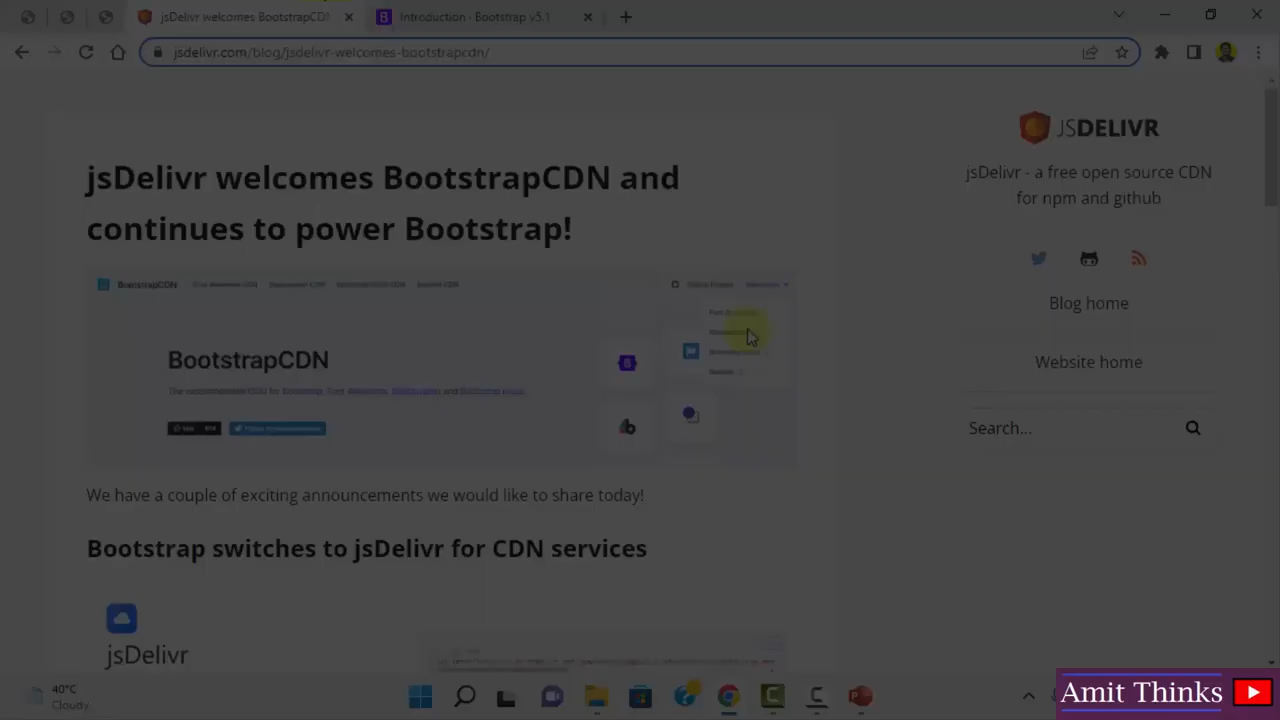 jsDelivr welcomes BootstrapCDN
Introduction · Bootstrap v5.1
jsdelivr.com/blog/jsdelivr-welcomes-bootstrapcdn/
jsDelivr welcomes BootstrapCDN and
continues to power Bootstrap!
BootstrapCDN
BootstrapCDN
We have a couple of exciting announcements we would like to share today!
Bootstrap switches to jsDelivr for CDN services
jsDelivr
JSDELIVR
jsDelivr - a free open source CDN
for npm and github
Blog home
Website home
Search...
40°C
Cloudy
Amit Thinks